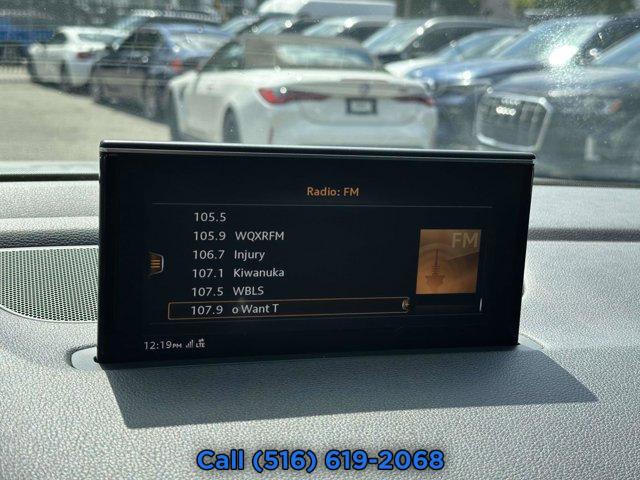 Radio: FM
105.5
105.9 WQXRFM
106.7 Injury
107.1 Kiwanuka
107.5 WBLS
107.9 o Want T
FM
12:19PM LTE
Call (516) 619-2068